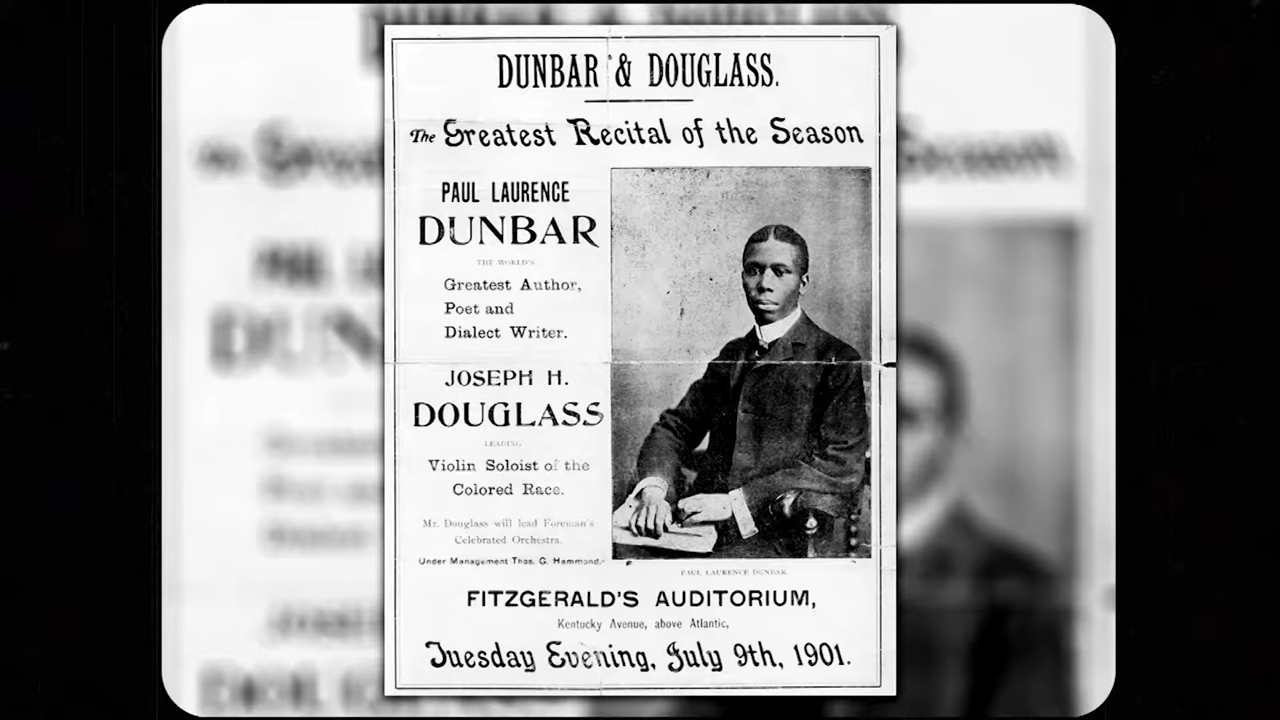 DUNBAR & DOUGLASS.
The Greatest Recital of the Season
PAUL LAURENCE
DUNBAR
THE WORLD'S
Greatest Author,
Poet and
Dialect Writer.
JOSEPH H.
DOUGLASS
LEADING
Violin Soloist of the
Colored Race.
Mr. Douglass will lead Foreman's
Celebrated Orchestra.
Under Management Thos. G. Hammond.
PAUL LAURENCE DUNBAR
FITZGERALD'S AUDITORIUM,
Kentucky Avenue, above Atlantic,
Tuesday Evening, July 9th, 1901.